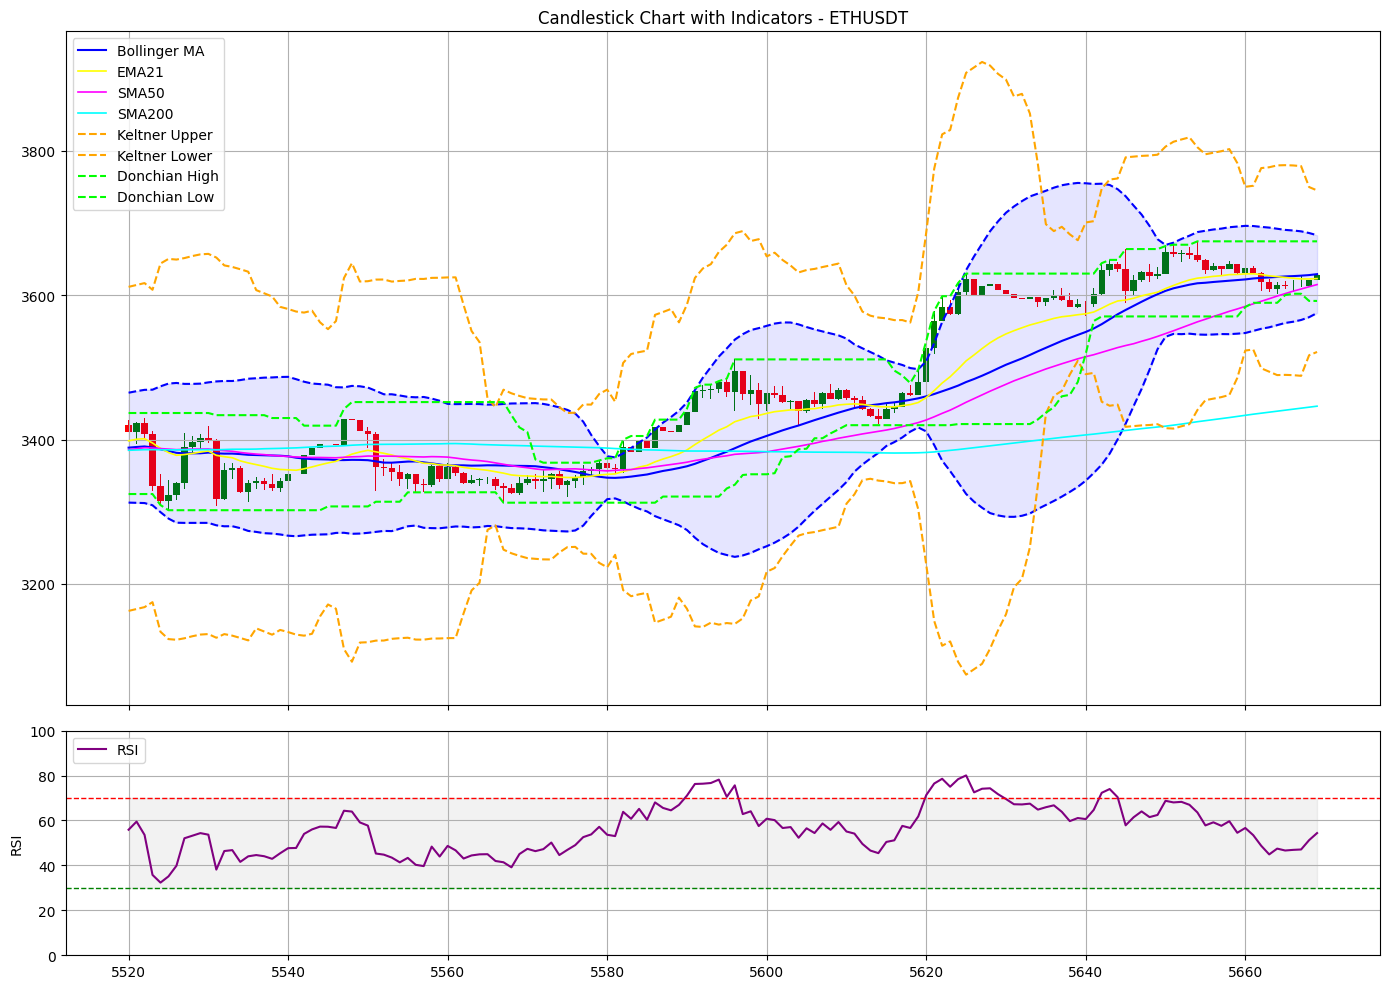 Candlestick Chart with Indicators - ETHUSDT
Bollinger MA
EMA21
SMA50
SMA200
Keltner Upper
Keltner Lower
Donchian High
Donchian Low
3800
3600
3400
3200
RSI
100
80
60
40
20
0
RSI
5520
5540
5560
5580
5600
5620
5640
5660